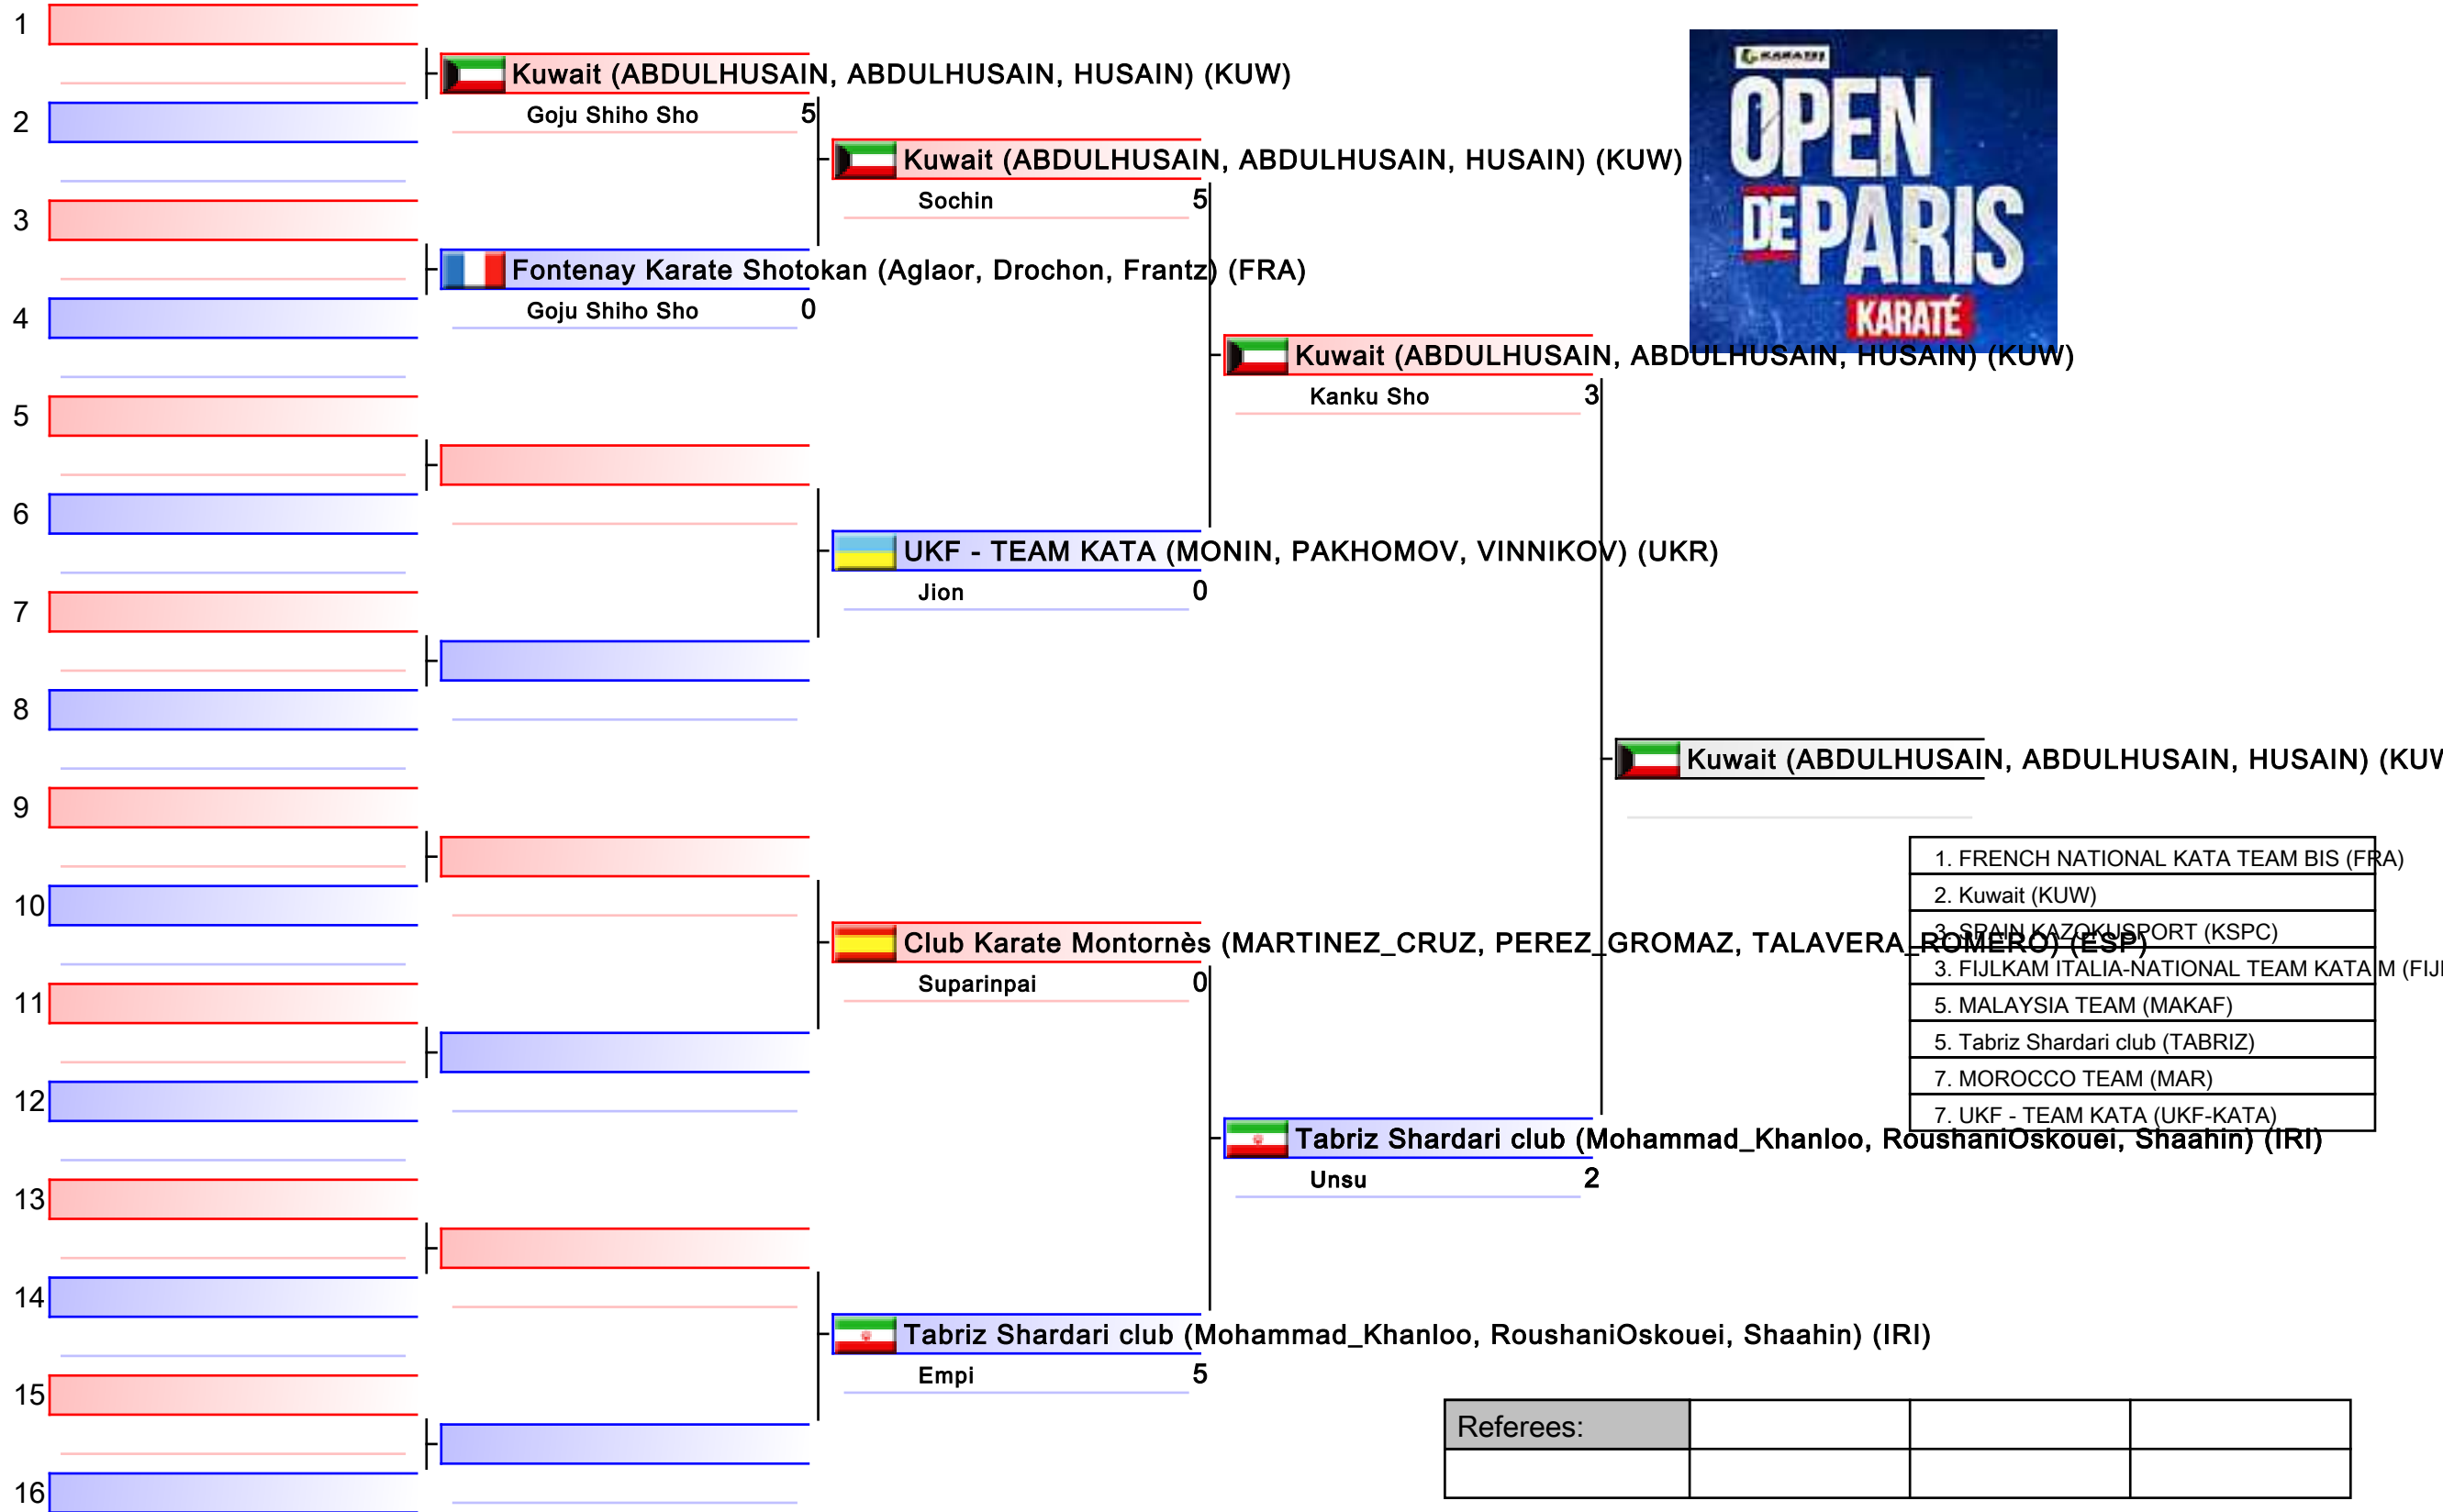 1
Kuwait (ABDULHUSAIN, ABDULHUSAIN, HUSAIN) (KUW)
Goju Shiho Sho 5
2
Kuwait (ABDULHUSAIN, ABDULHUSAIN, HUSAIN) (KUW)
Sochin 5
3
Fontenay Karate Shotokan (Aglaor, Drochon, Frantz) (FRA)
Goju Shiho Sho 0
4
OPEN
DE PARIS
KARATÉ
Kuwait (ABDULHUSAIN, ABDULHUSAIN, HUSAIN) (KUW)
Kanku Sho 3
5
6
UKF - TEAM KATA (MONIN, PAKHOMOV, VINNIKOV) (UKR)
Jion 0
7
8
Kuwait (ABDULHUSAIN, ABDULHUSAIN, HUSAIN) (KUW
9
1. FRENCH NATIONAL KATA TEAM BIS (FRA)
2. Kuwait (KUW)
3. SPAIN KAZOKUSPORT (KSPC)
3. FIJLKAM ITALIA-NATIONAL TEAM KATA M (FIJL
5. MALAYSIA TEAM (MAKAF)
5. Tabriz Shardari club (TABRIZ)
7. MOROCCO TEAM (MAR)
7. UKF - TEAM KATA (UKF-KATA)
10
Club Karate Montornès (MARTINEZ_CRUZ, PEREZ_GROMAZ, TALAVERA_ROMERO) (ESP)
Suparinpai 0
11
12
Tabriz Shardari club (Mohammad_Khanloo, RoushaniOskouei, Shaahin) (IRI)
Unsu 2
13
14
Tabriz Shardari club (Mohammad_Khanloo, RoushaniOskouei, Shaahin) (IRI)
Empi 5
15
Referees:
16